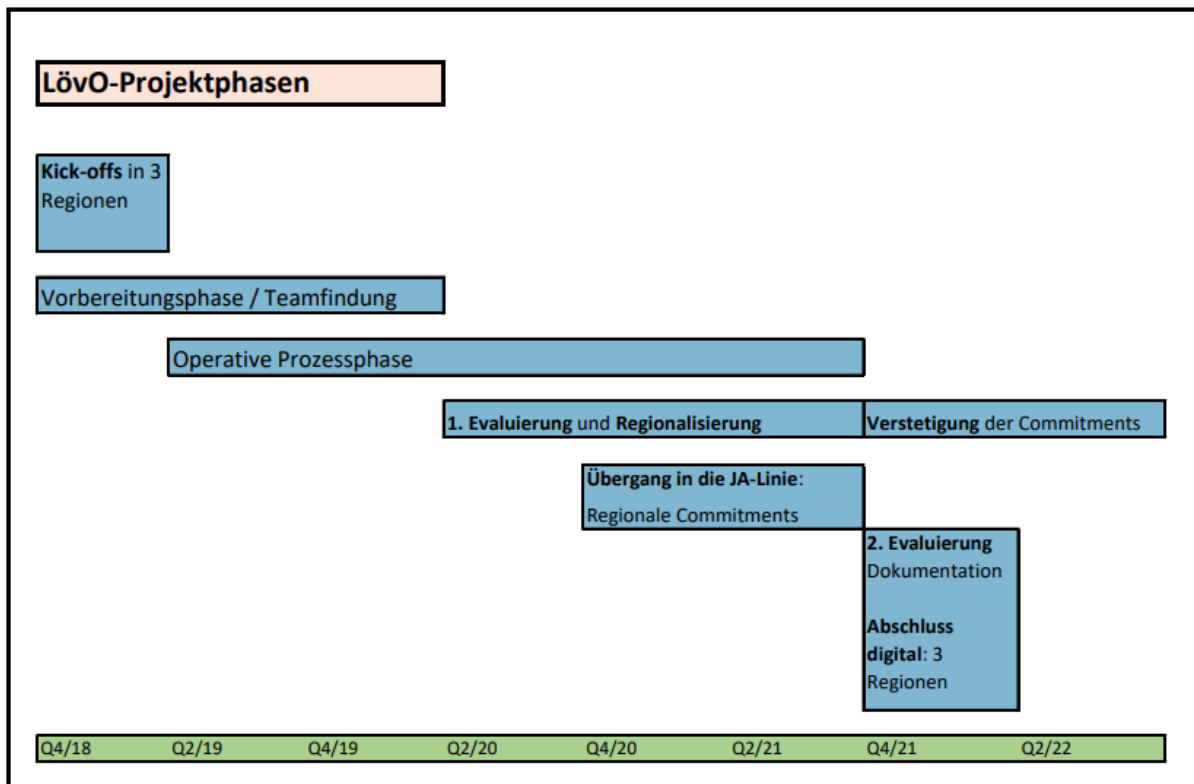 LövO-Projektphasen
Kick-offs in 3
Regionen
Vorbereitungsphase / Teamfindung
Operative Prozessphase
1. Evaluierung und Regionalisierung
Verstetigung der Commitments
Übergang in die JA-Linie:
Regionale Commitments
2. Evaluierung
Dokumentation
Abschluss
digital: 3
Regionen
Q4/18 Q2/19 Q4/19 Q2/20 Q4/20 Q2/21 Q4/21 Q2/22